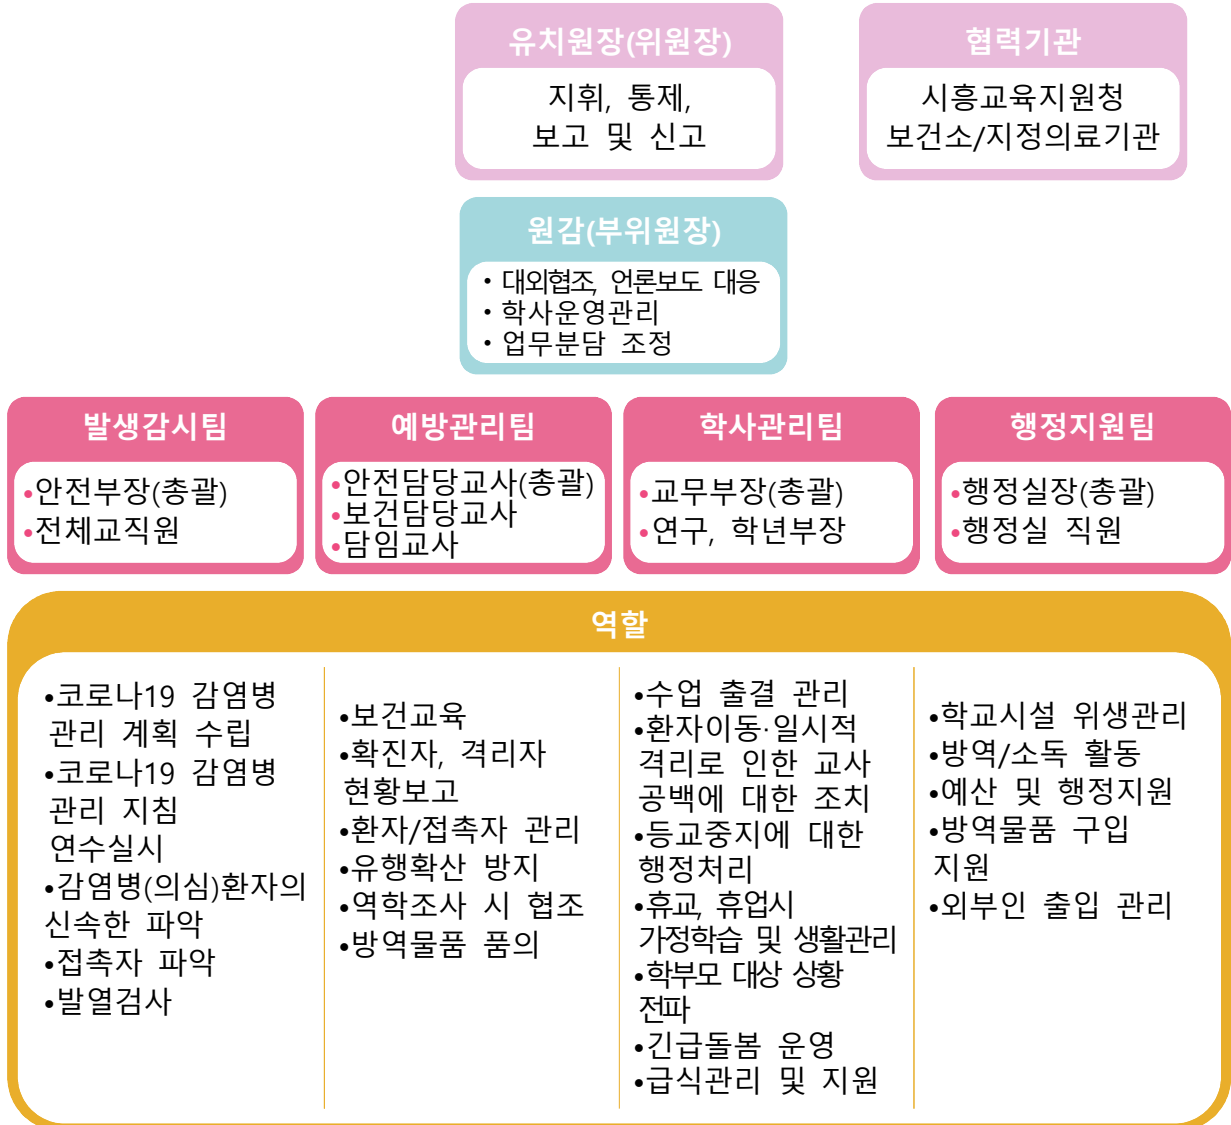 유치원장(위원장)
지휘, 통제,
보고 및 신고
협력기관
시흥교육지원청
보건소/지정의료기관
원감(부위원장)
・대외협조, 언론보도 대응
・학사운영관리
・업무분담 조정
발생감시팀
•안전부장(총괄)
•전체교직원
예방관리팀
•안전담당교사(총괄)
•보건담당교사
•담임교사
학사관리팀
•교무부장(총괄)
•연구, 학년부장
행정지원팀
•행정실장(총괄)
•행정실 직원
역할
•코로나19 감염병
관리 계획 수립
•코로나19 감염병
관리 지침
연수실시
•감염병(의심)환자의
신속한 파악
•접촉자 파악
•발열검사
•보건교육
•확진자, 격리자
현황보고
•환자/접촉자 관리
•유행확산 방지
•역학조사 시 협조
•방역물품 품의
•수업 출결 관리
•환자이동·일시적
격리로 인한 교사
공백에 대한 조치
•등교중지에 대한
행정처리
•휴교, 휴업시
가정학습 및 생활관리
•학부모 대상 상황
전파
•긴급돌봄 운영
•급식관리 및 지원
•학교시설 위생관리
•방역/소독 활동
•예산 및 행정지원
•방역물품 구입
지원
•외부인 출입 관리